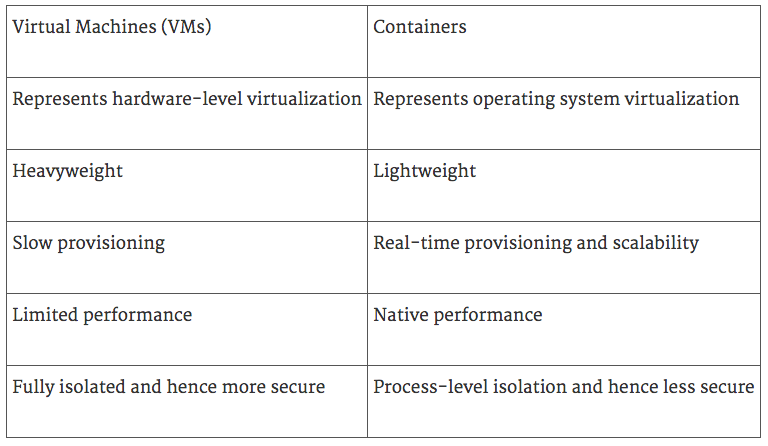 Virtual Machines (VMs)
Containers
Represents hardware-level virtualization
Represents operating system virtualization
Heavyweight
Lightweight
Slow provisioning
Real-time provisioning and scalability
Limited performance
Native performance
Fully isolated and hence more secure
Process-level isolation and hence less secure